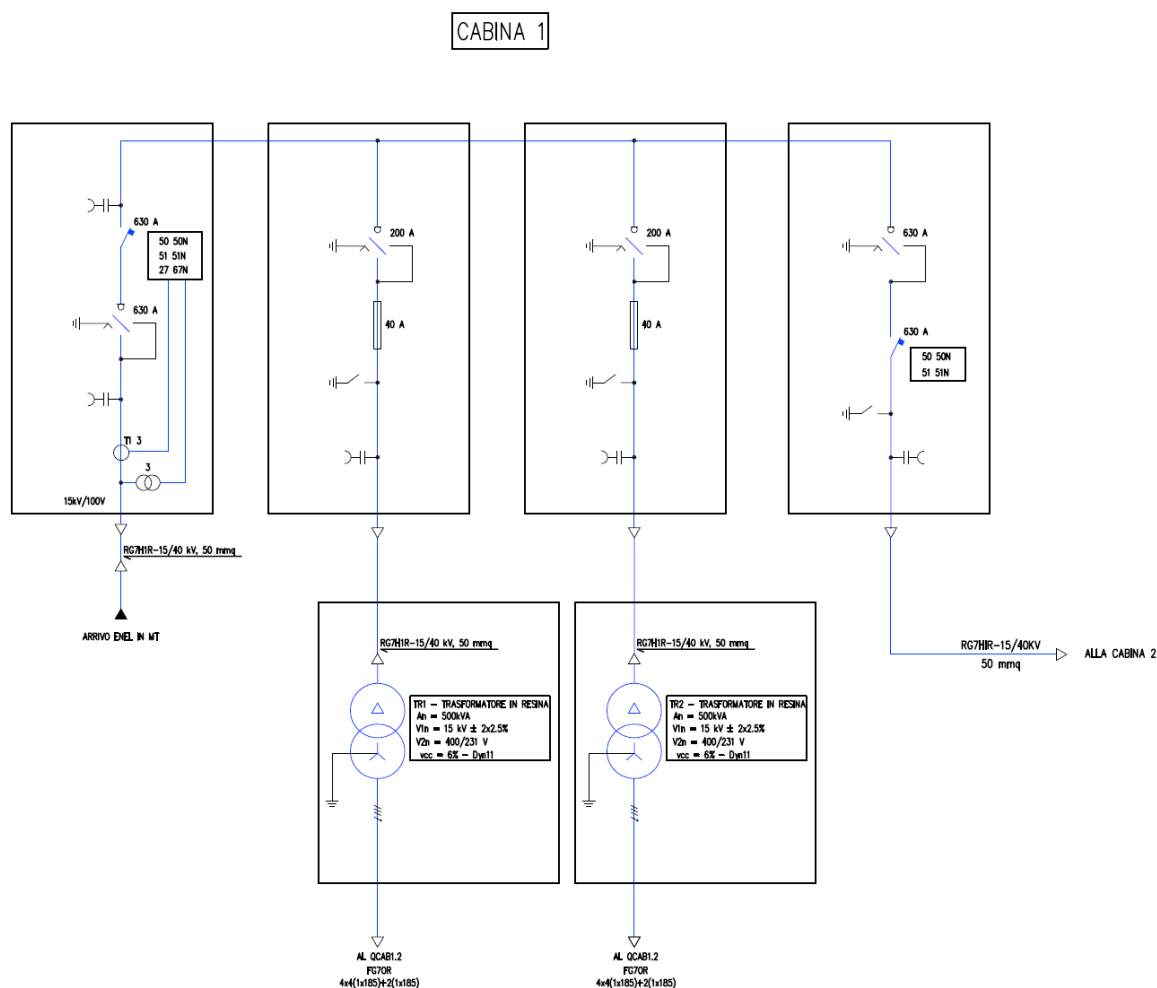 CABINA 1
630 A
50 50N
51 51N
27 67N
630 A
TI 3
3
15kV/100V
RG7H1R-15/40 kV, 50 mmq
ARRIVO ENEL IN MT
200 A
40 A
RG7H1R-15/40 kV, 50 mmq
TR1 - TRASFORMATORE IN RESINA
An = 500kVA
V1n = 15 kV ± 2x2.5%
V2n = 400/231 V
vcc = 6% - Dyn11
AL QCAB1.2
FG7OR
4x4(1x185)+2(1x185)
200 A
40 A
RG7H1R-15/40 kV, 50 mmq
TR2 - TRASFORMATORE IN RESINA
An = 500kVA
V1n = 15 kV ± 2x2.5%
V2n = 400/231 V
vcc = 6% - Dyn11
AL QCAB1.2
FG7OR
4x4(1x185)+2(1x185)
630 A
630 A
50 50N
51 51N
RG7HIR-15/40KV
50 mmq
ALLA CABINA 2